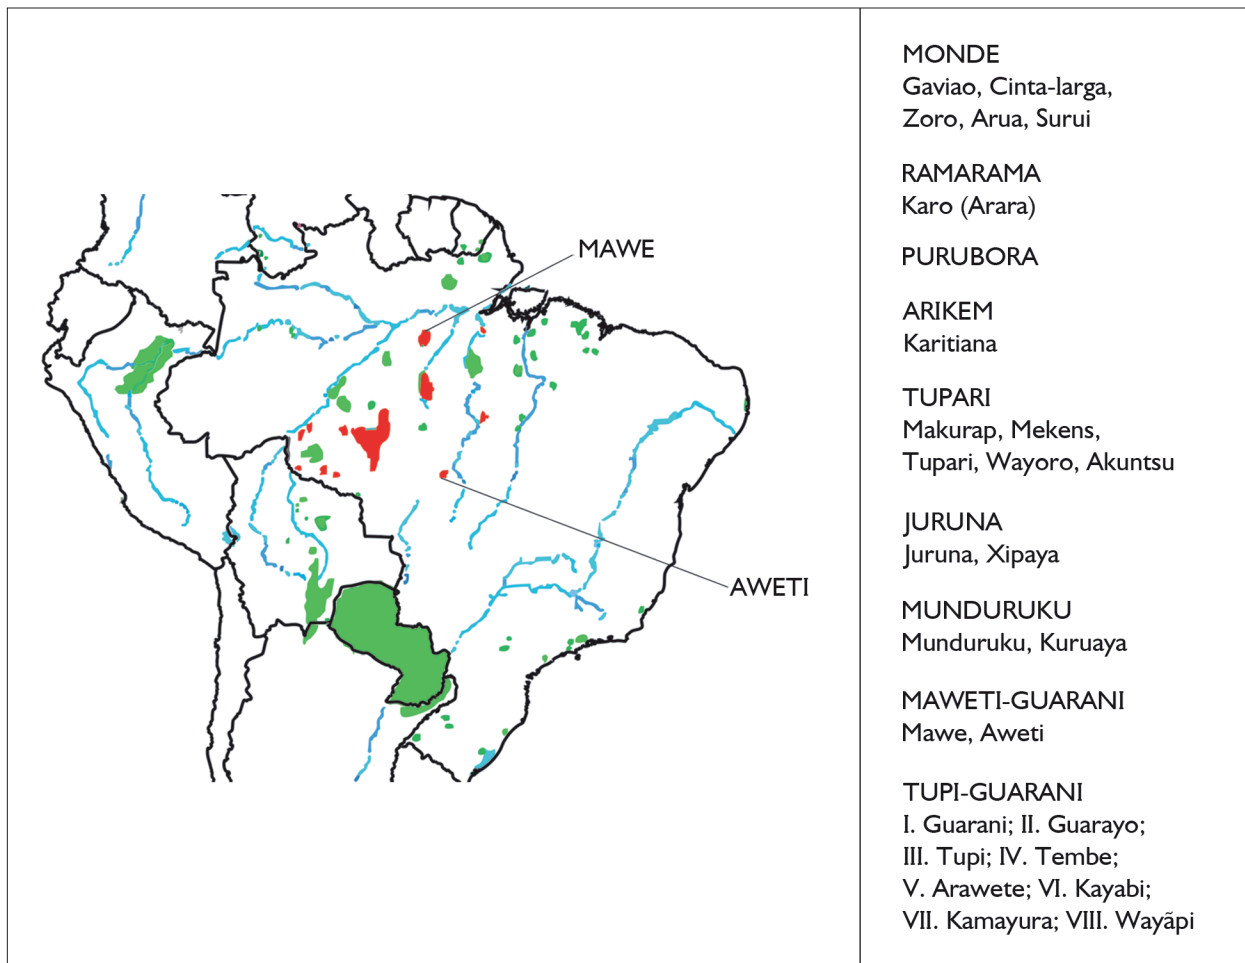 MAWE
AWETI
MONDE
Gaviao, Cinta-larga,
Zoro, Arua, Surui
RAMARAMA
Karo (Arara)
PURUBORA
ARIKEM
Karitiana
TUPARI
Makurap, Mekens,
Tupari, Wayoro, Akuntsu
JURUNA
Juruna, Xipaya
MUNDURUKU
Munduruku, Kuruaya
MAWETI-GUARANI
Mawe, Aweti
TUPI-GUARANI
I. Guarani; II. Guarayo;
III. Tupi; IV. Tembe;
V. Arawete; VI. Kayabi;
VII. Kamayura; VIII. Wayãpi